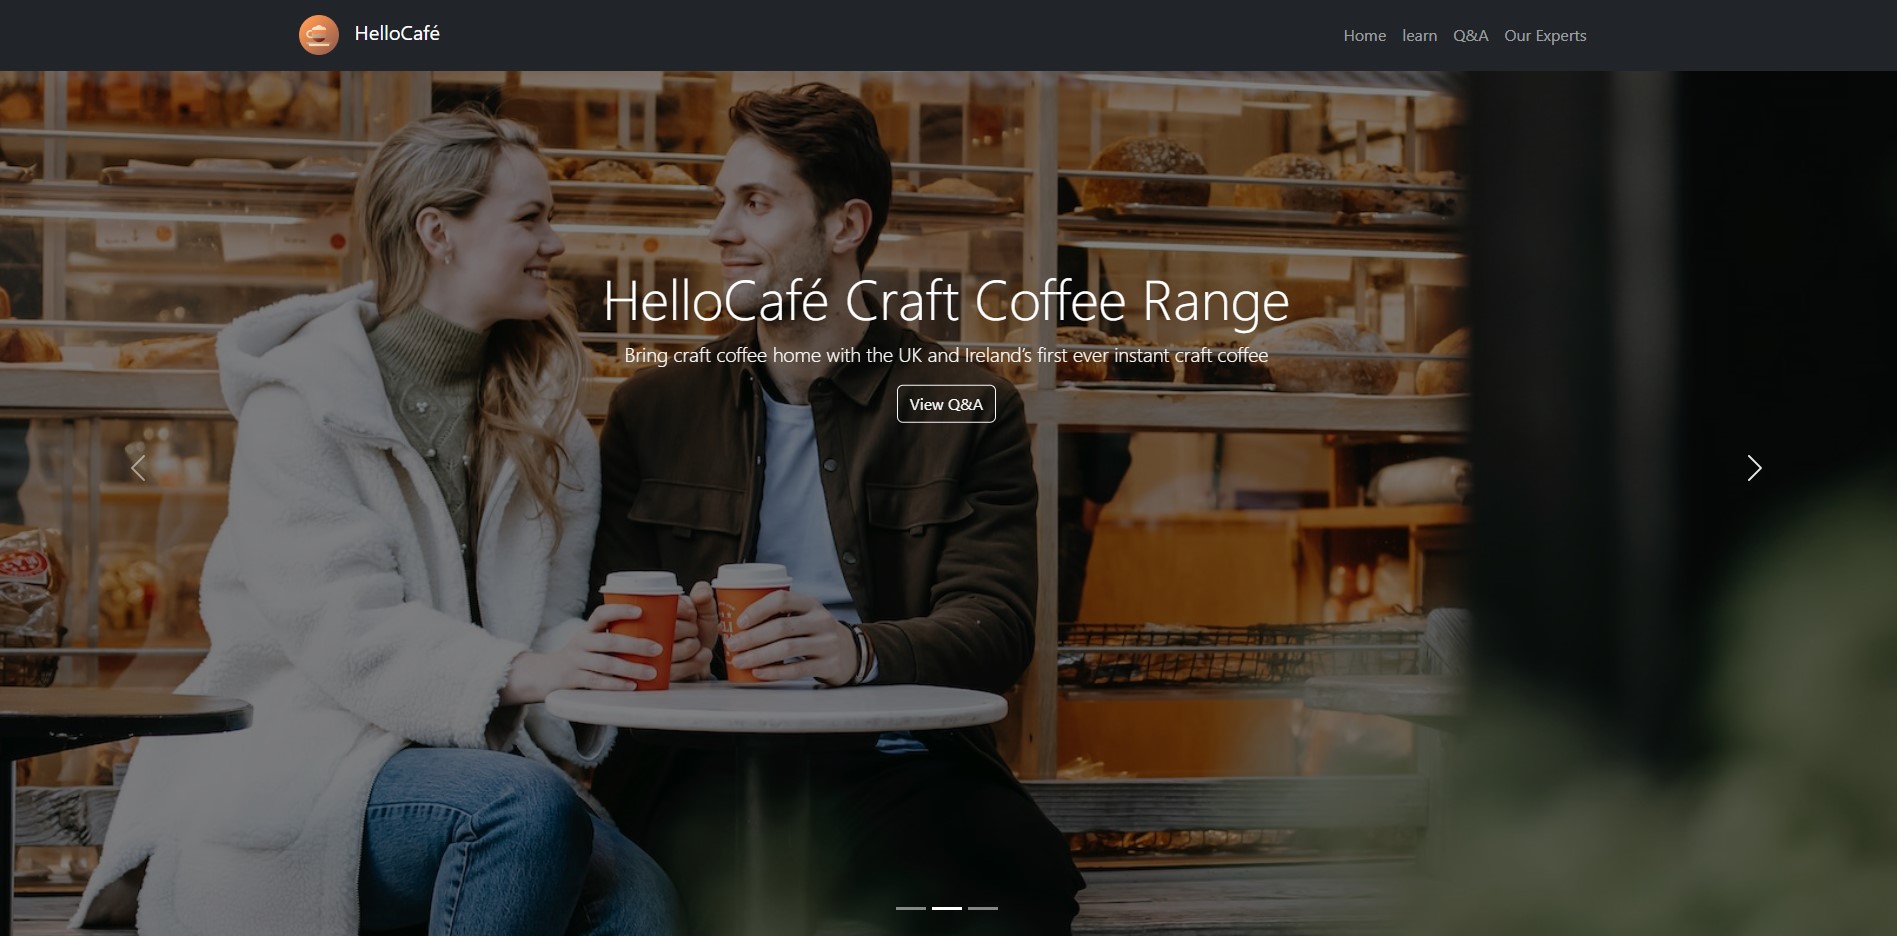 HelloCafé
Home learn Q&A Our Experts
HelloCafé Craft Coffee Range
Bring craft coffee home with the UK and Ireland's first ever instant craft coffee
View Q&A